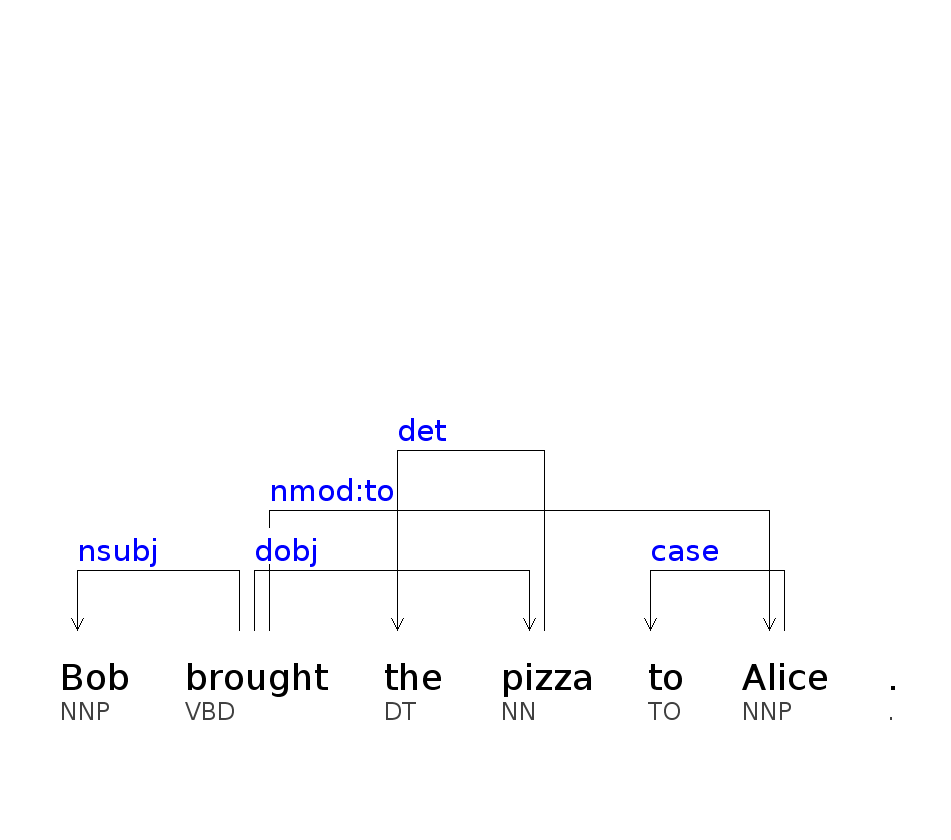 det
nmod:to
nsubj dobj case
Bob brought the pizza to Alice .
NNP VBD DT NN TO NNP .